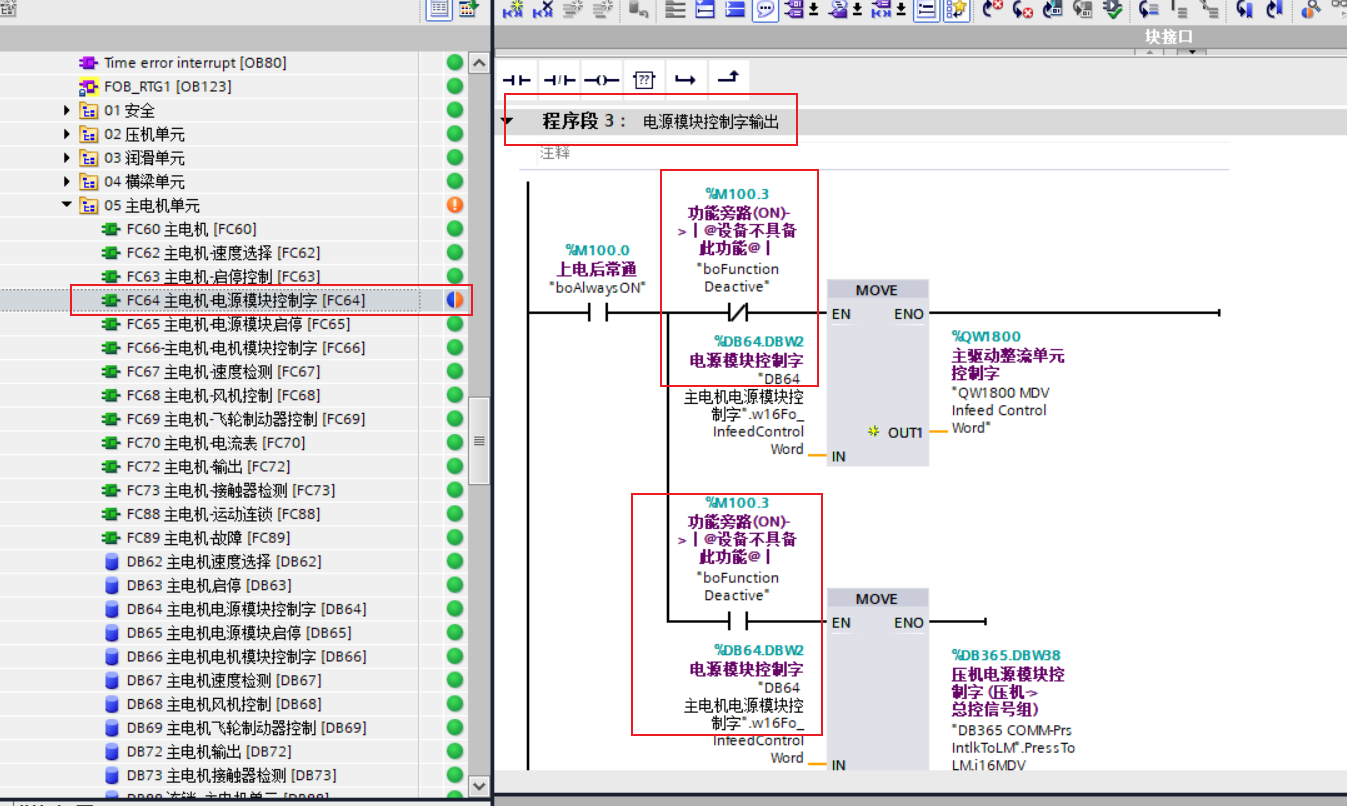 块接口
Time error interrupt [OB80]
FOB_RTG1 [OB123]
01 安全
02 压机单元
03 润滑单元
04 横梁单元
05 主电机单元
FC60 主电机 [FC60]
FC62 主电机-速度选择 [FC62]
FC63 主电机-启停控制 [FC63]
FC64 主电机-电源模块控制字 [FC64]
FC65 主电机-电源模块启停 [FC65]
FC66-主电机-电机模块控制字 [FC66]
FC67 主电机-速度检测 [FC67]
FC68 主电机-风机控制 [FC68]
FC69 主电机-飞轮制动器控制 [FC69]
FC70 主电机-电流表 [FC70]
FC72 主电机-输出 [FC72]
FC73 主电机-接触器检测 [FC73]
FC88 主电机-运动连锁 [FC88]
FC89 主电机-故障 [FC89]
DB62 主电机速度选择 [DB62]
DB63 主电机启停 [DB63]
DB64 主电机电源模块控制字 [DB64]
DB65 主电机电源模块启停 [DB65]
DB66 主电机电机模块控制字 [DB66]
DB67 主电机速度检测 [DB67]
DB68 主电机风机控制 [DB68]
DB69 主电机飞轮制动器控制 [DB69]
DB72 主电机输出 [DB72]
DB73 主电机接触器检测 [DB73]
??
程序段 3： 电源模块控制字输出
注释
%M100.0
上电后常通
"boAlwaysON"
%M100.3
功能旁路(ON)-
>丨@设备不具备
此功能@丨
"boFunction
Deactive"
%DB64.DBW2
电源模块控制字
"DB64
主电机电源模块控
制字".w16Fo_
InfeedControl
Word
MOVE
EN
ENO
OUT1
IN
%QW1800
主驱动整流单元
控制字
"QW1800 MDV
Infeed Control
Word"
%M100.3
功能旁路(ON)-
>丨@设备不具备
此功能@丨
"boFunction
Deactive"
%DB64.DBW2
电源模块控制字
"DB64
主电机电源模块控
制字".w16Fo_
InfeedControl
Word
MOVE
EN
ENO
IN
%DB365.DBW38
压机电源模块控
制字 (压机->
总控信号组)
"DB365 COMM-Prs
IntlkToLM".PressTo
LM.i16MDV